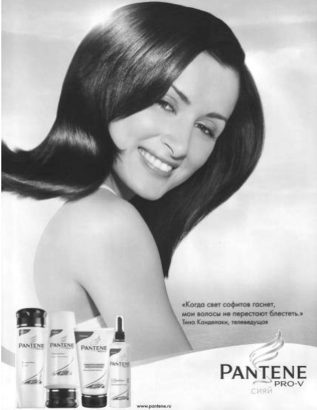 «Когда свет софитов гаснет,
мои волосы не перестают блестеть.»
Тина Канделаки, телеведущая
PANTENE
PRO-V
СИЯЙ
PANTENE
PANTENE
PANTENE
PANTENE
www.pantene.ru